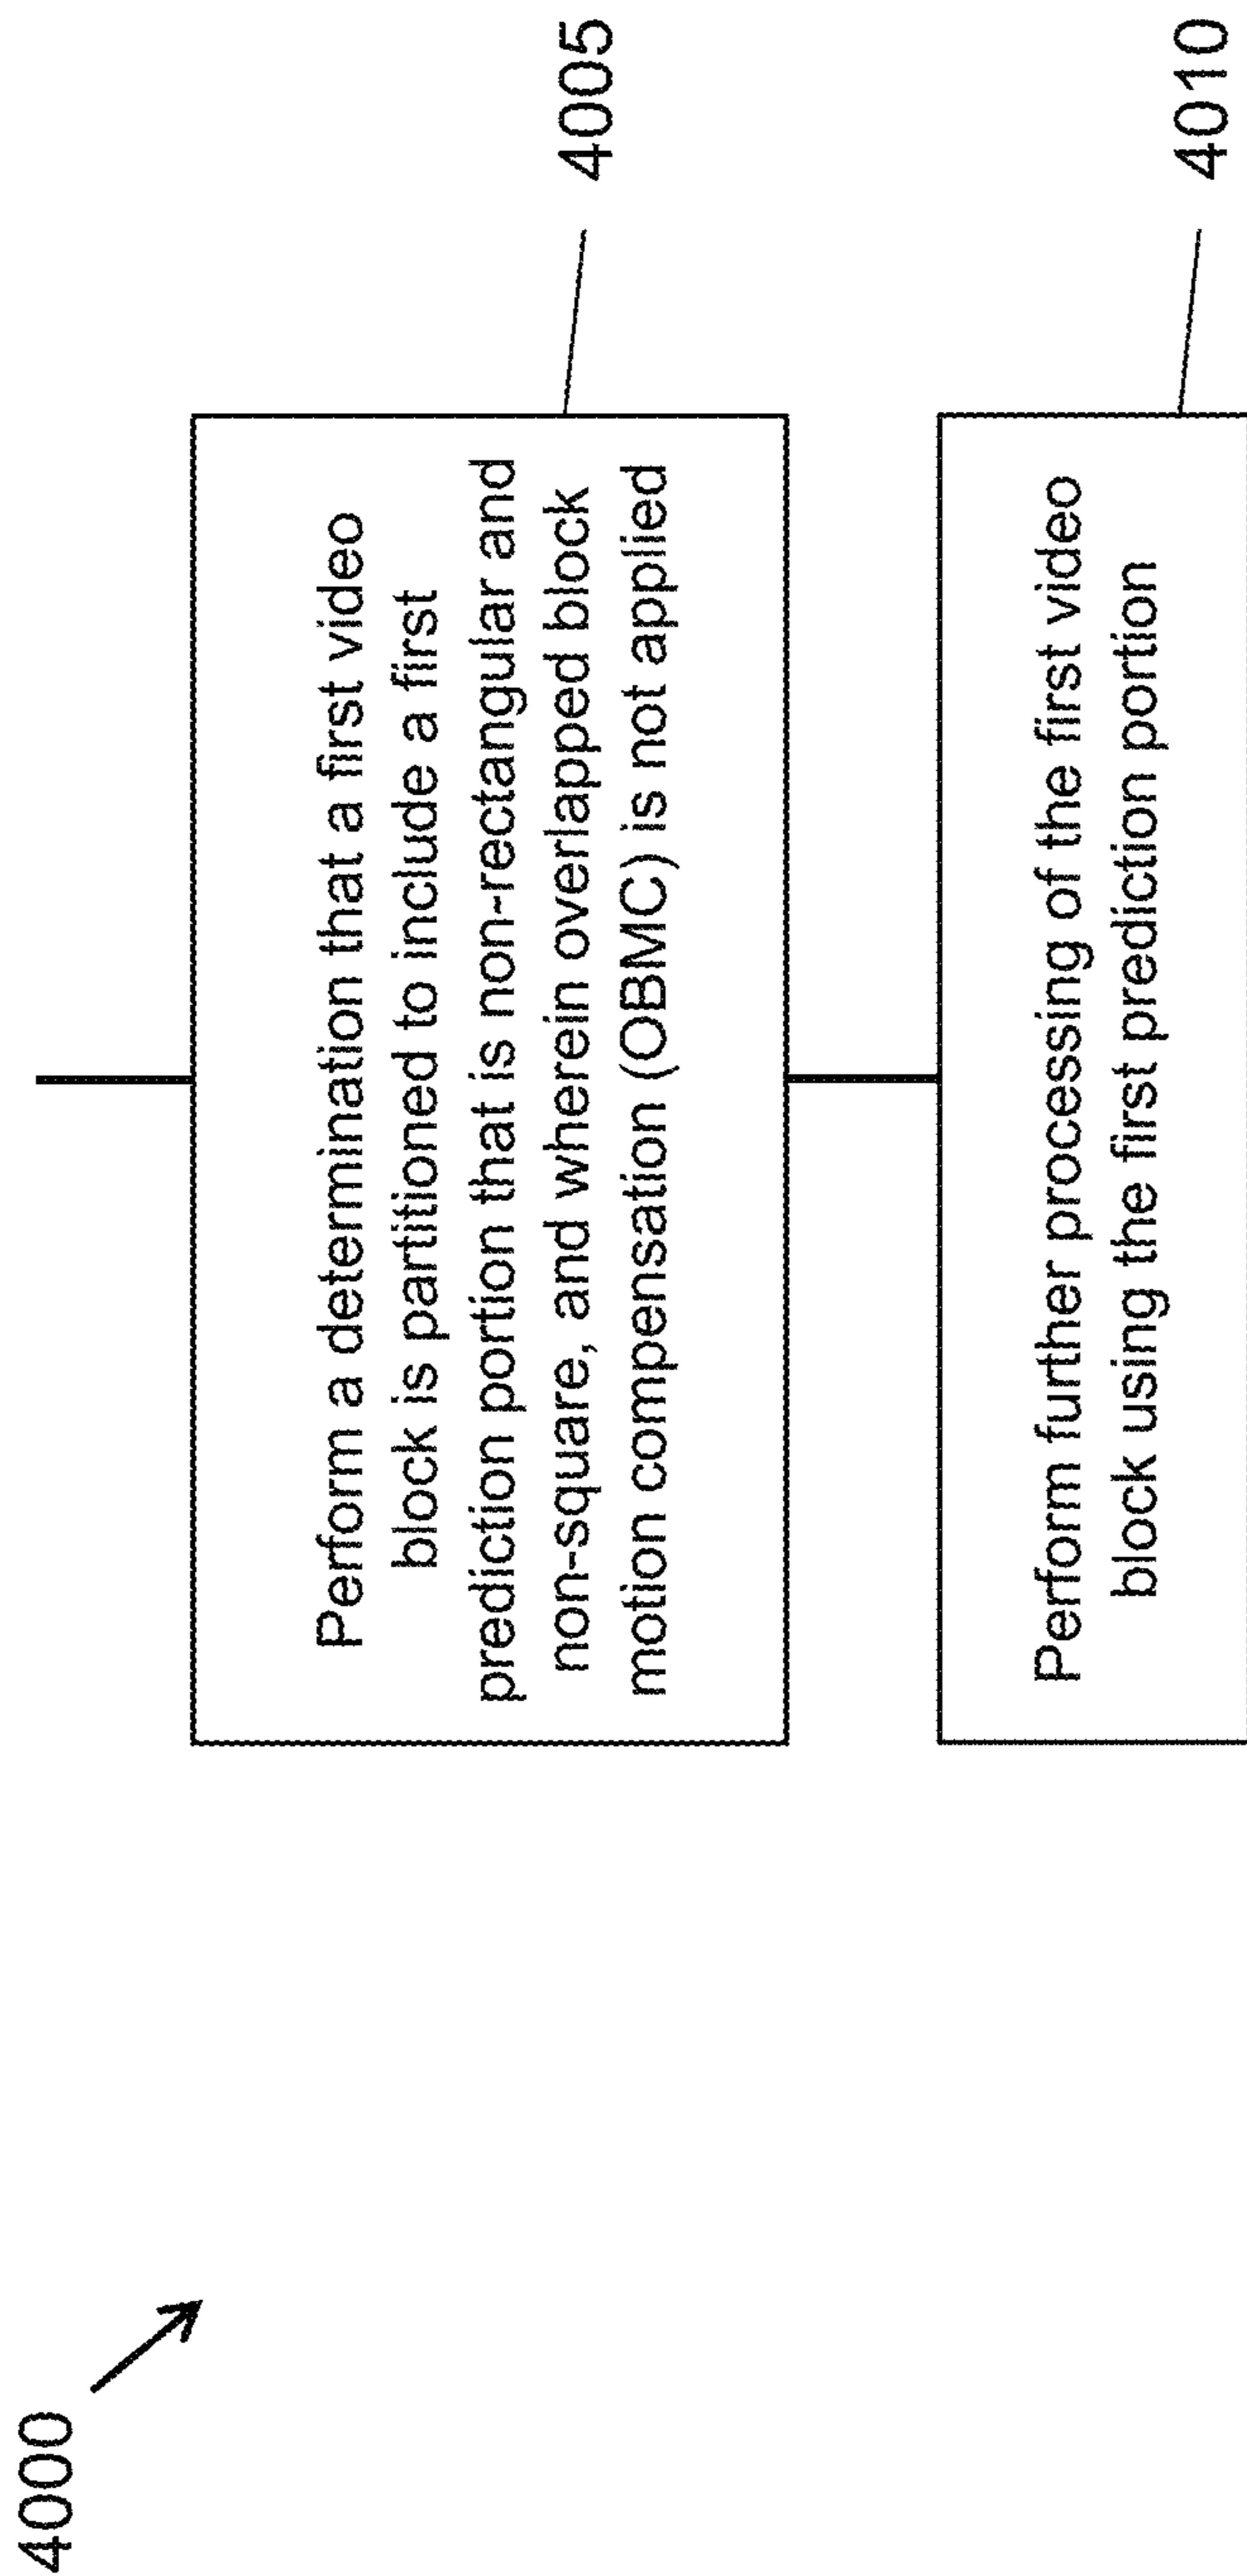 4000
Perform a determination that a first video
block is partitioned to include a first
prediction portion that is non-rectangular and
non-square, and wherein overlapped block
motion compensation (OBMC) is not applied
4005
Perform further processing of the first video
block using the first prediction portion
4010